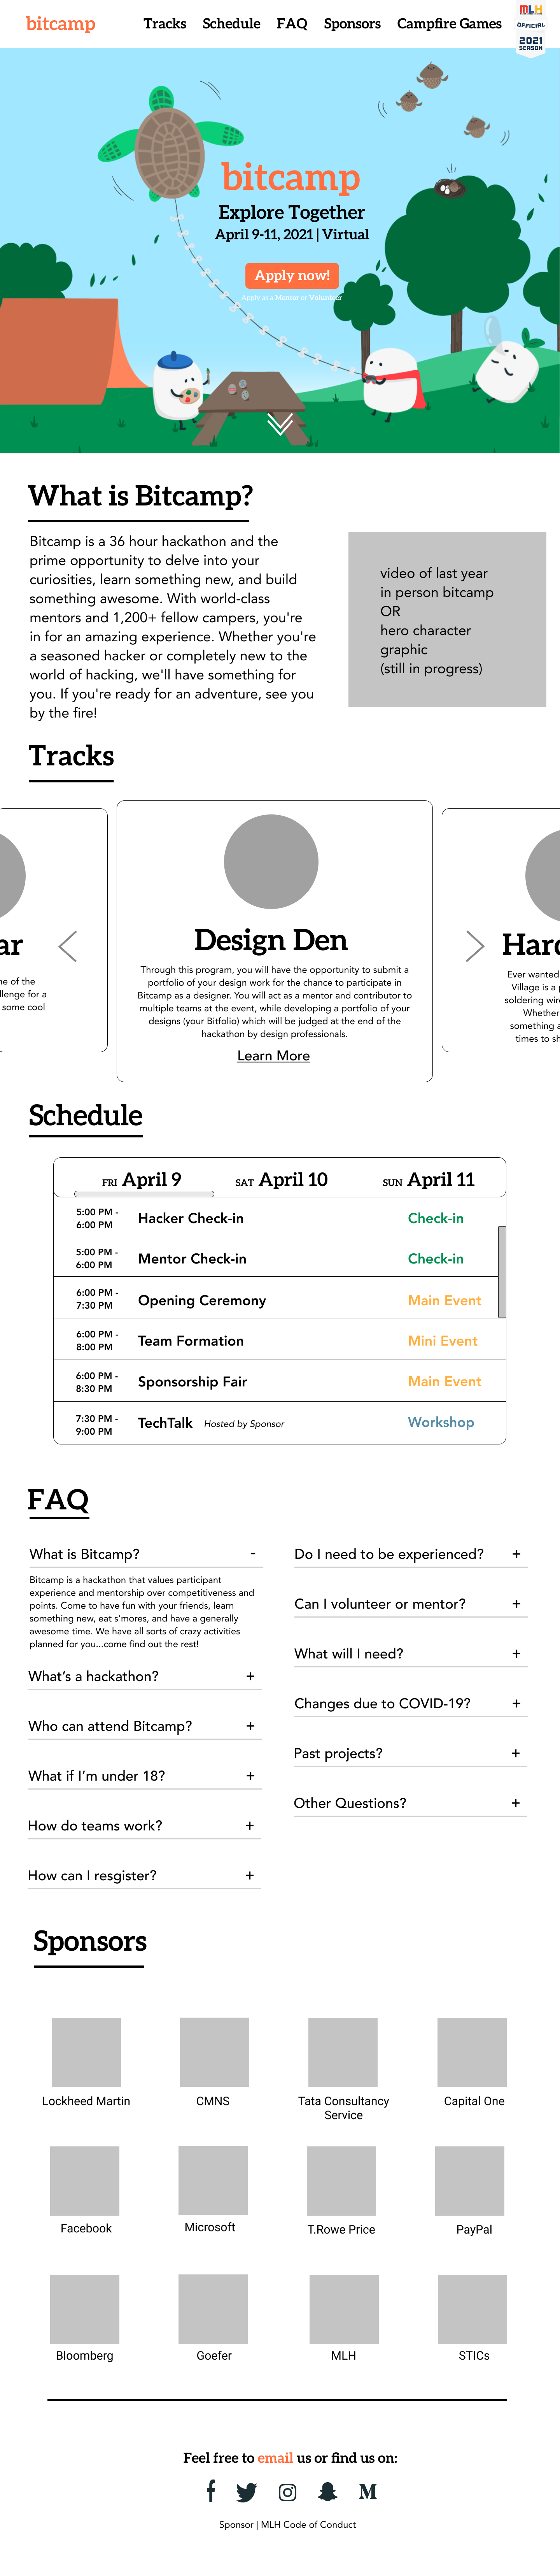 bitcamp
Tracks
Schedule
FAQ
Sponsors
Campfire Games
MLH
OFFICIAL
2021
SEASON
bitcamp
Explore Together
April 9-11, 2021 | Virtual
Apply now!
Apply as a Mentor or Volunteer
What is Bitcamp?
Bitcamp is a 36 hour hackathon and the
prime opportunity to delve into your
curiosities, learn something new, and build
something awesome. With world-class
mentors and 1,200+ fellow campers, you're
in for an amazing experience. Whether you're
a seasoned hacker or completely new to the
world of hacking, we'll have something for
you. If you're ready for an adventure, see you
by the fire!
video of last year
in person bitcamp
OR
hero character
graphic
(still in progress)
Tracks
ar
ne of the
llenge for a
some cool
Design Den
Through this program, you will have the opportunity to submit a
portfolio of your design work for the chance to participate in
Bitcamp as a designer. You will act as a mentor and contributor to
multiple teams at the event, while developing a portfolio of your
designs (your Bitfolio) which will be judged at the end of the
hackathon by design professionals.
Learn More
Hard
Ever wanted
Village is a
soldering wir
Whether
something a
times to sh
Schedule
FRI April 9
SAT April 10
SUN April 11
5:00 PM -
6:00 PM
Hacker Check-in
Check-in
5:00 PM -
6:00 PM
Mentor Check-in
Check-in
6:00 PM -
7:30 PM
Opening Ceremony
Main Event
6:00 PM -
8:00 PM
Team Formation
Mini Event
6:00 PM -
8:30 PM
Sponsorship Fair
Main Event
7:30 PM -
9:00 PM
TechTalk Hosted by Sponsor
Workshop
FAQ
What is Bitcamp? -
Bitcamp is a hackathon that values participant
experience and mentorship over competitiveness and
points. Come to have fun with your friends, learn
something new, eat s'mores, and have a generally
awesome time. We have all sorts of crazy activities
planned for you...come find out the rest!
What's a hackathon? +
Who can attend Bitcamp? +
What if I'm under 18? +
How do teams work? +
How can I resgister? +
Do I need to be experienced? +
Can I volunteer or mentor? +
What will I need? +
Changes due to COVID-19? +
Past projects? +
Other Questions? +
Sponsors
Lockheed Martin
CMNS
Tata Consultancy
Service
Capital One
Facebook
Microsoft
T.Rowe Price
PayPal
Bloomberg
Goefer
MLH
STICs
Feel free to email us or find us on:
Sponsor | MLH Code of Conduct